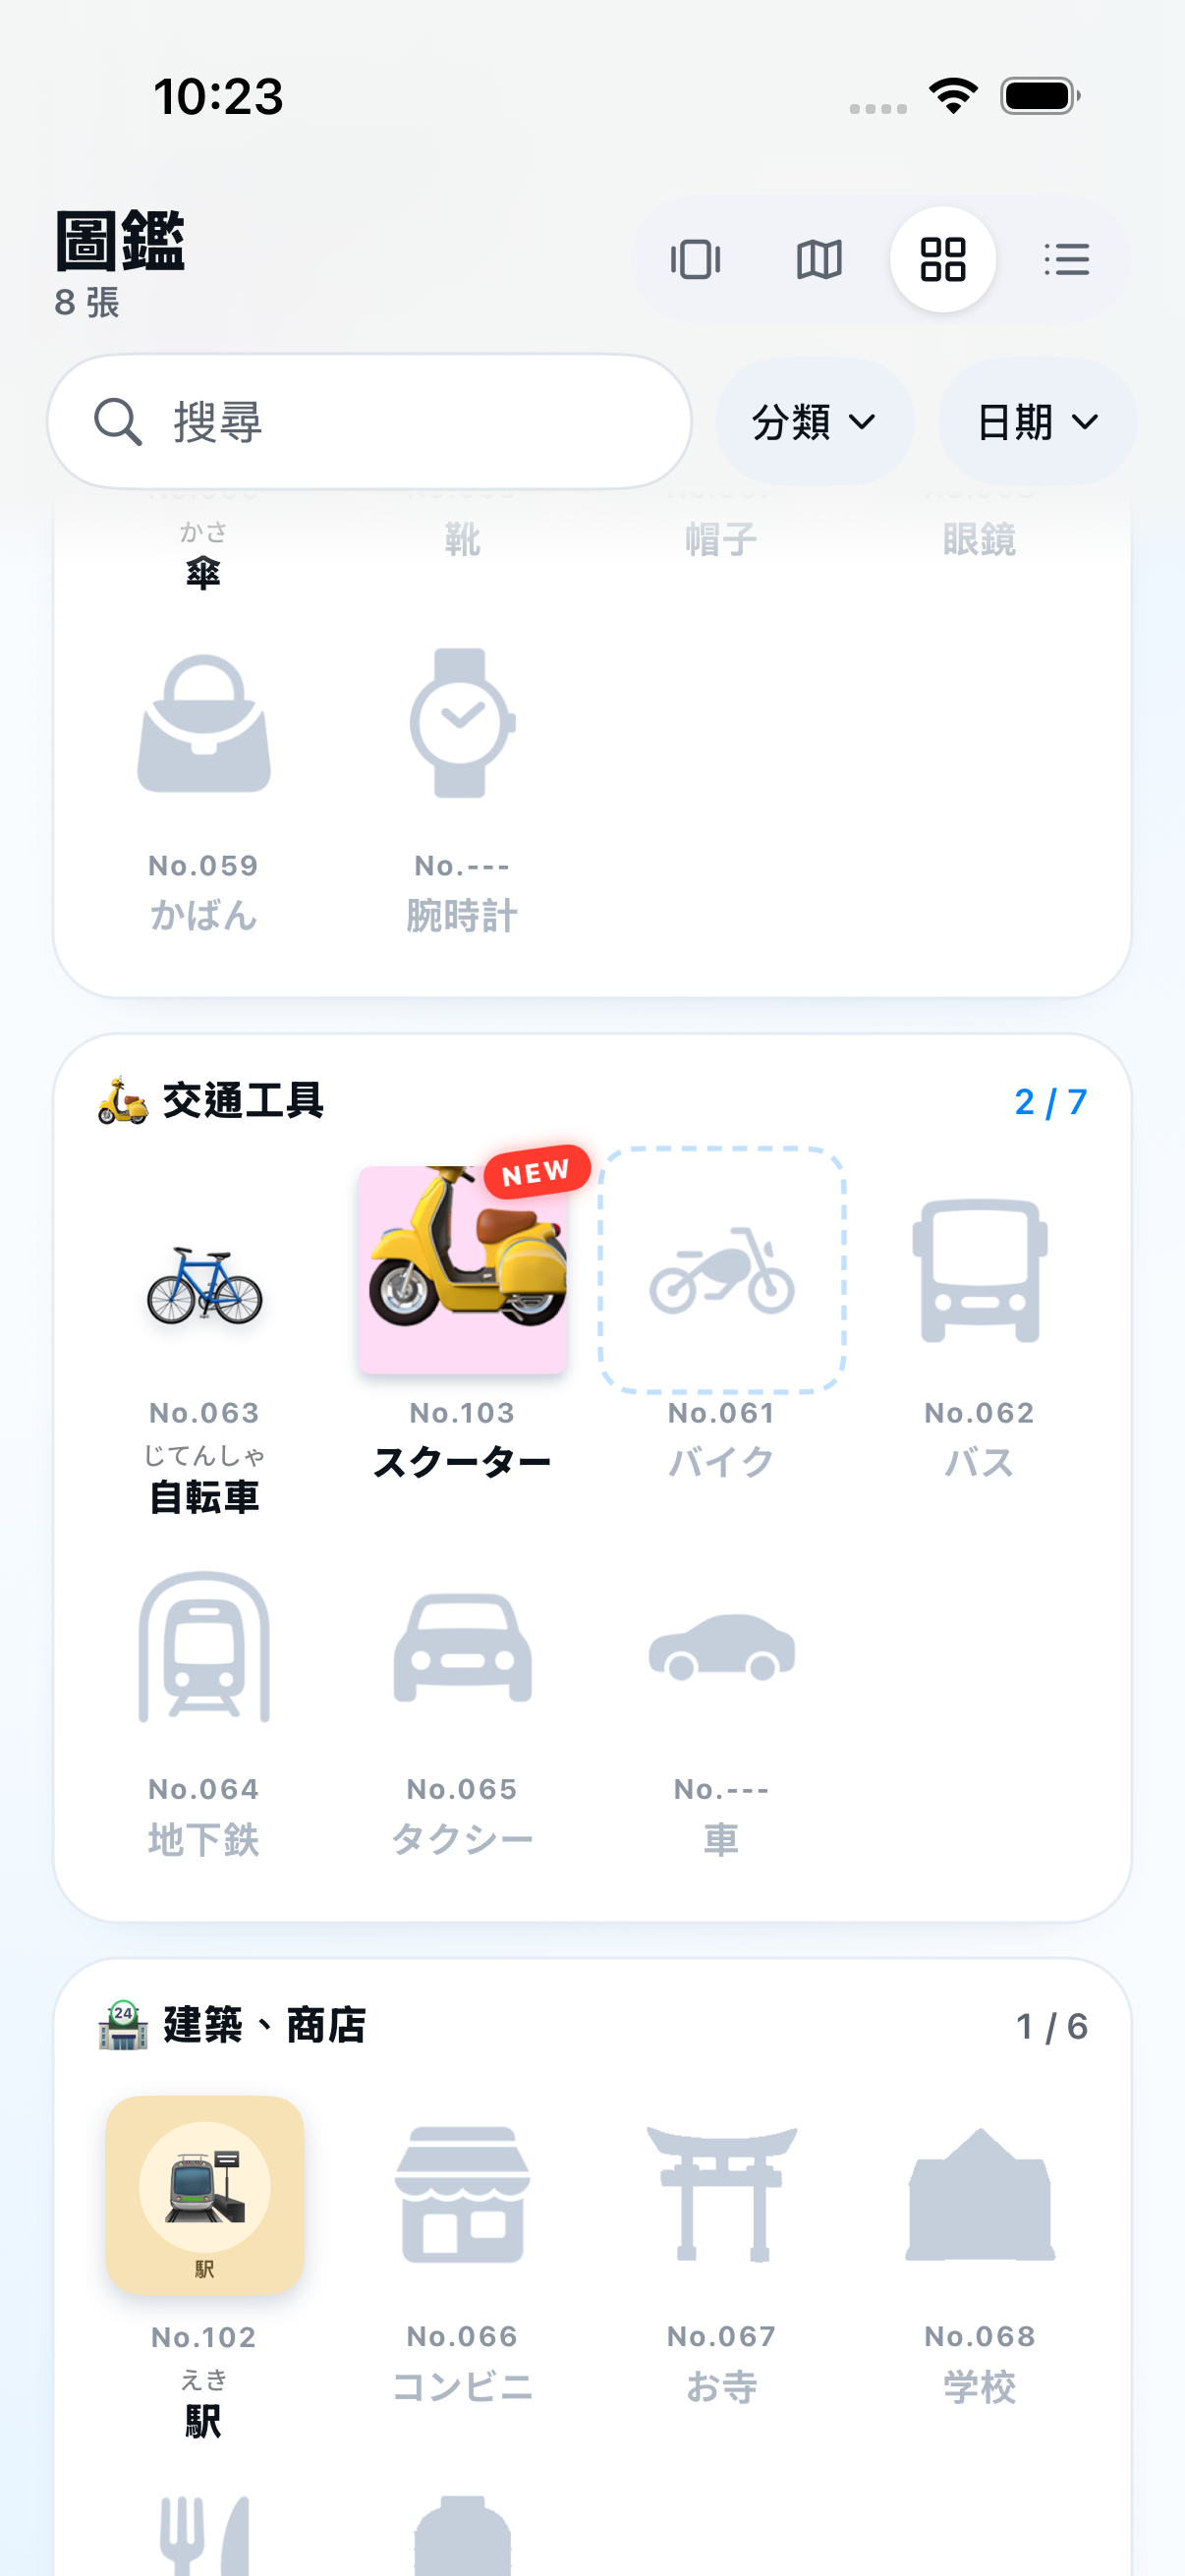 10:23
圖鑑
8 張
搜尋
分類
日期
かさ
傘
靴
帽子
眼鏡
No.059
No.---
かばん
腕時計
交通工具
2 / 7
NEW
No.063
No.103
No.061
No.062
じてんしゃ
自転車
スクーター
バイク
バス
No.064
No.065
No.---
地下鉄
タクシー
車
24
建築、商店
1 / 6
駅
No.102
No.066
No.067
No.068
えき
駅
コンビニ
お寺
学校